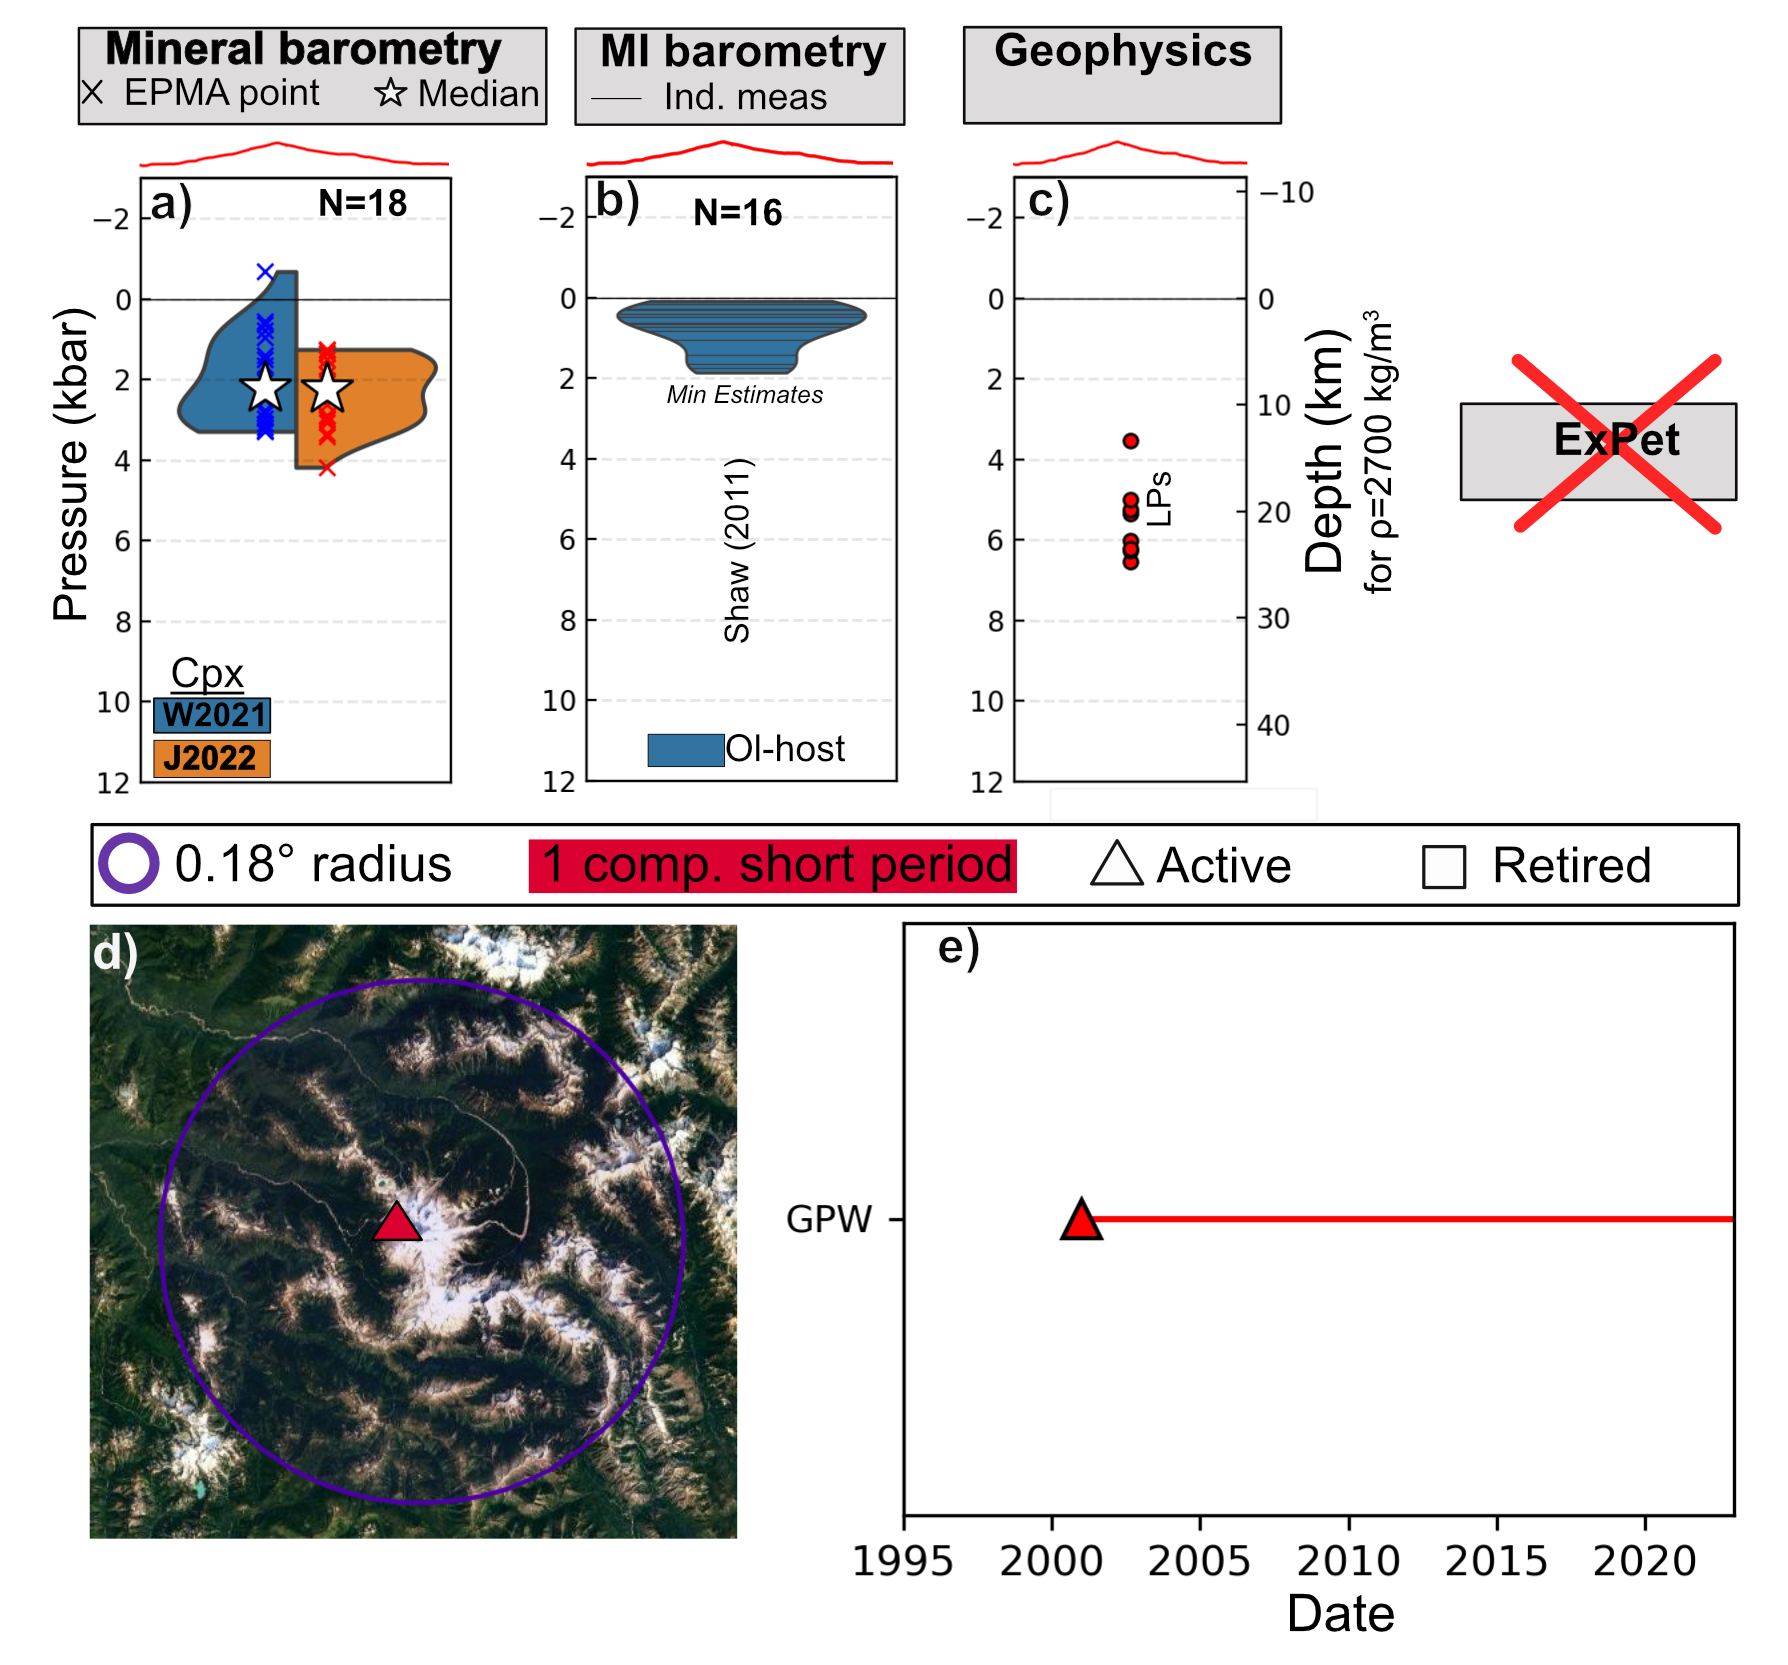 Mineral barometry
EPMA point
Median
MI barometry
Ind. meas
Geophysics
a)
N=18
−2
0
2
4
6
8
10
12
Pressure (kbar)
Cpx
W2021
J2022
b)
N=16
−2
0
2
4
6
8
10
12
Min Estimates
Shaw (2011)
Ol-host
c)
−2
0
2
4
6
8
10
12
LPs
−10
0
10
20
30
40
Depth (km)
for ρ=2700 kg/m³
ExPet
0.18° radius
1 comp. short period
Active
Retired
d)
e)
GPW
1995
2000
2005
2010
2015
2020
Date